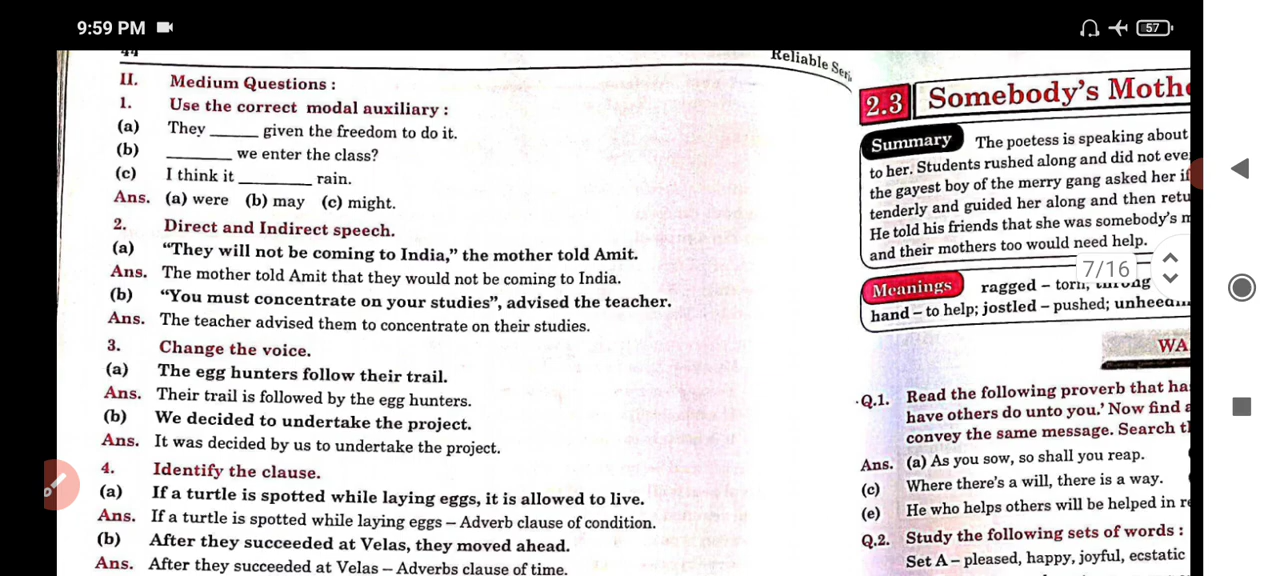 9:59 PM
57
44
Reliable Seri
II. Medium Questions :
1. Use the correct modal auxiliary :
(a) They ______ given the freedom to do it.
(b) ________ we enter the class?
(c) I think it _________ rain.
Ans. (a) were (b) may (c) might.
2. Direct and Indirect speech.
(a) “They will not be coming to India,” the mother told Amit.
Ans. The mother told Amit that they would not be coming to India.
(b) “You must concentrate on your studies”, advised the teacher.
Ans. The teacher advised them to concentrate on their studies.
3. Change the voice.
(a) The egg hunters follow their trail.
Ans. Their trail is followed by the egg hunters.
(b) We decided to undertake the project.
Ans. It was decided by us to undertake the project.
4. Identify the clause.
(a) If a turtle is spotted while laying eggs, it is allowed to live.
Ans. If a turtle is spotted while laying eggs – Adverb clause of condition.
(b) After they succeeded at Velas, they moved ahead.
Ans. After they succeeded at Velas – Adverbs clause of time.
2.3 Somebody's Moth
Summary The poetess is speaking about
to her. Students rushed along and did not eve
the gayest boy of the merry gang asked her if
tenderly and guided her along and then retu
He told his friends that she was somebody's m
and their mothers too would need help.
7/16
Meanings ragged – torn;
hand – to help; jostled – pushed;
WA
Q.1. Read the following proverb that ha
have others do unto you.’ Now find a
convey the same message. Search t
Ans. (a) As you sow, so shall you reap.
(c) Where there's a will, there is a way.
(e) He who helps others will be helped in re
Q.2. Study the following sets of words :
Set A – pleased, happy, joyful, ecstatic